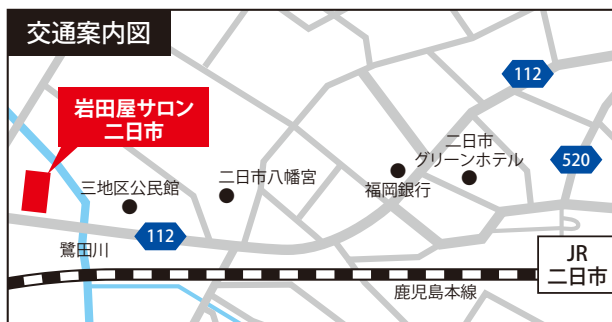 交通案内図
112
岩田屋サロン
二日市
二日市
グリーンホテル
520
三地区公民館
二日市八幡宮
福岡銀行
112
鷺田川
JR
二日市
鹿児島本線